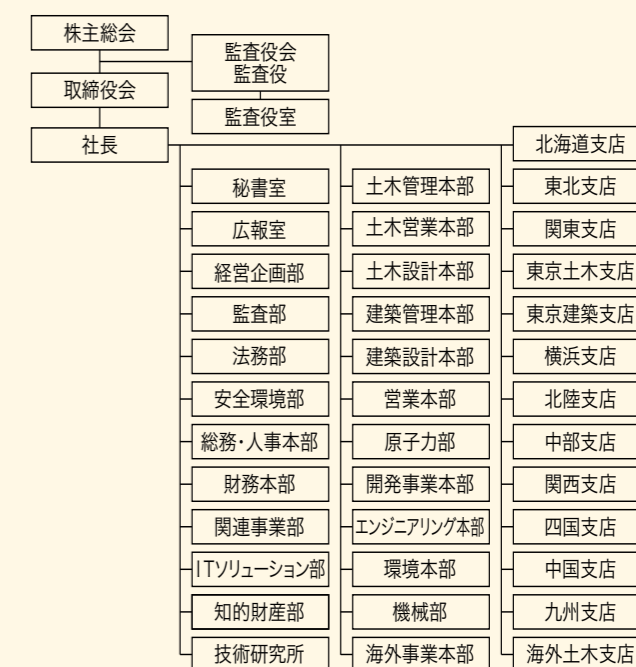 株主総会
監査役会
監査役
取締役会
監査役室
社長
秘書室
広報室
経営企画部
監査部
法務部
安全環境部
総務・人事本部
財務本部
関連事業部
ITソリューション部
知的財産部
技術研究所
土木管理本部
土木営業本部
土木設計本部
建築管理本部
建築設計本部
営業本部
原子力部
開発事業本部
エンジニアリング本部
環境本部
機械部
海外事業本部
北海道支店
東北支店
関東支店
東京土木支店
東京建築支店
横浜支店
北陸支店
中部支店
関西支店
四国支店
中国支店
九州支店
海外土木支店